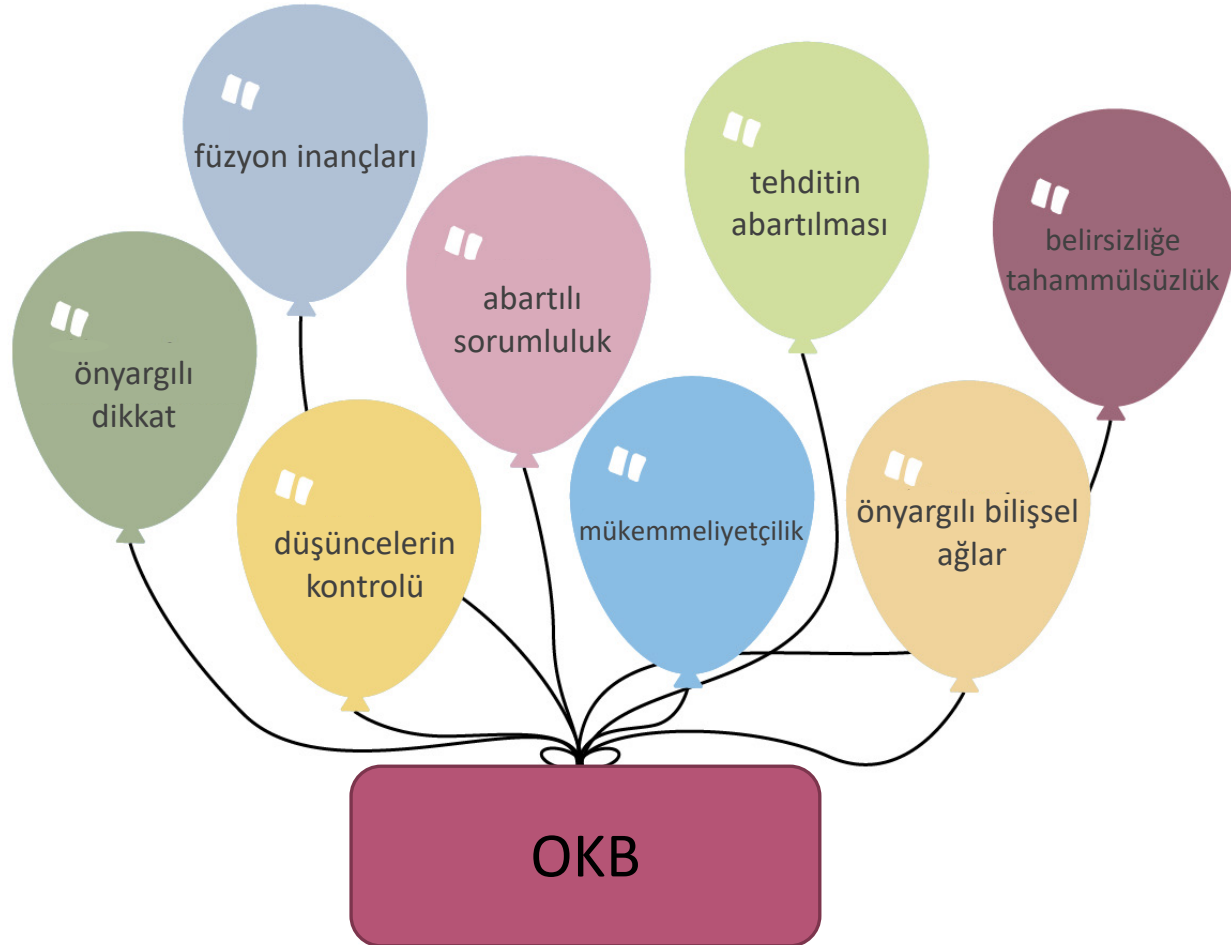 füzyon inançları
tehditin
abartılması
belirsizliğe
tahammülsüzlük
abartılı
sorumluluk
önyargılı
dikkat
düşüncelerin
kontrolü
mükemmeliyetçilik
önyargılı bilişsel
ağlar
OKB